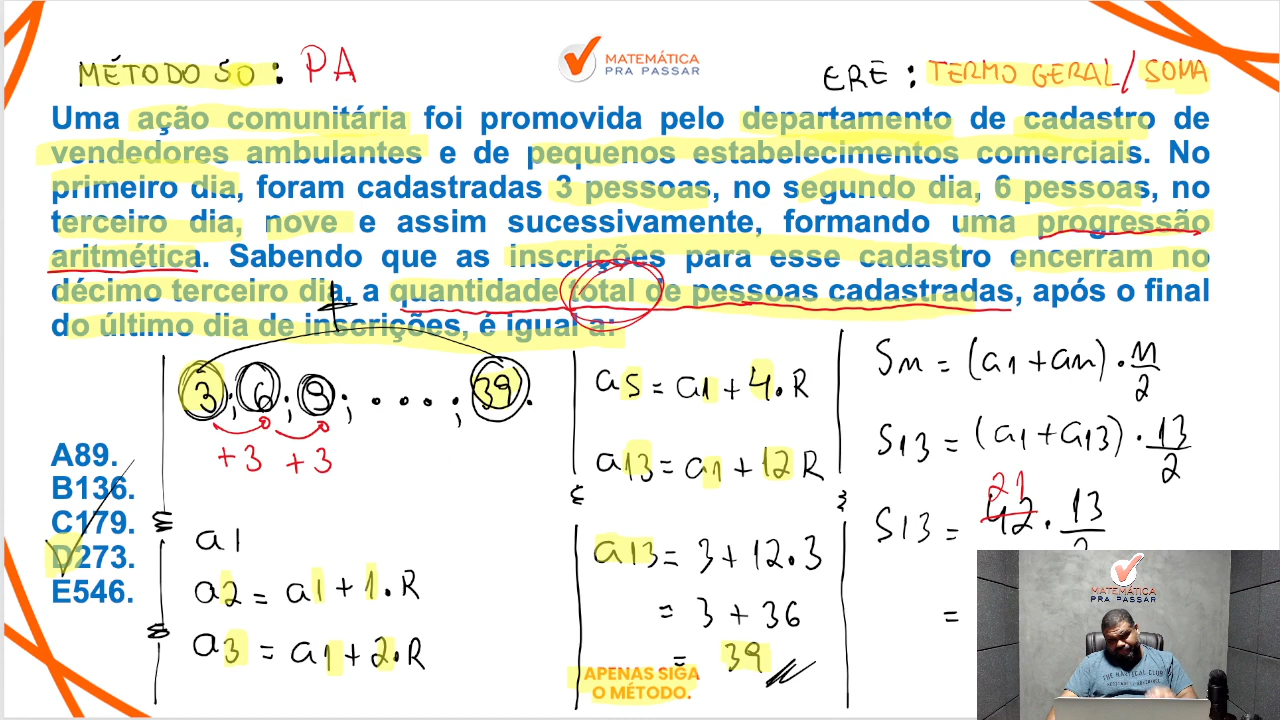 MÉTODO 50 : PA
MATEMÁTICA
PRA PASSAR
ERE : TERMO GERAL / SOMA
Uma ação comunitária foi promovida pelo departamento de cadastro de
vendedores ambulantes e de pequenos estabelecimentos comerciais. No
primeiro dia, foram cadastradas 3 pessoas, no segundo dia, 6 pessoas, no
terceiro dia, nove e assim sucessivamente, formando uma progressão
aritmética. Sabendo que as inscrições para esse cadastro encerram no
décimo terceiro dia, a quantidade total de pessoas cadastradas, após o final
do último dia de inscrições, é igual a:
3 ; 6 ; 9 ; . . . . ; 39 .
+3 +3
A89.
B136.
C179.
D273.
E546.
a1
a2 = a1 + 1.R
a3 = a1 + 2.R
a5 = a1 + 4.R
a13 = a1 + 12 R
a13 = 3 + 12.3
= 3 + 36
= 39
Sn = (a1 + an) . n/2
S13 = (a1 + a13) . 13/2
21
S13 = 42 . 13/2
=
APENAS SIGA
O MÉTODO.
MATEMÁTICA
PRA PASSAR